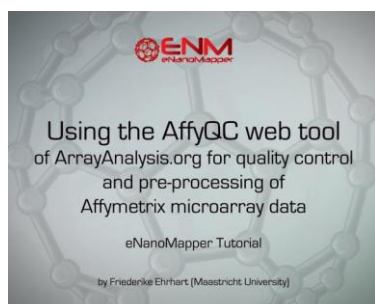 ENM
eNanoMapper
Using the AffyQC web tool
of ArrayAnalysis.org for quality control
and pre-processing of
Affymetrix microarray data
eNanoMapper Tutorial
by Friederike Ehrhart (Maastricht University)